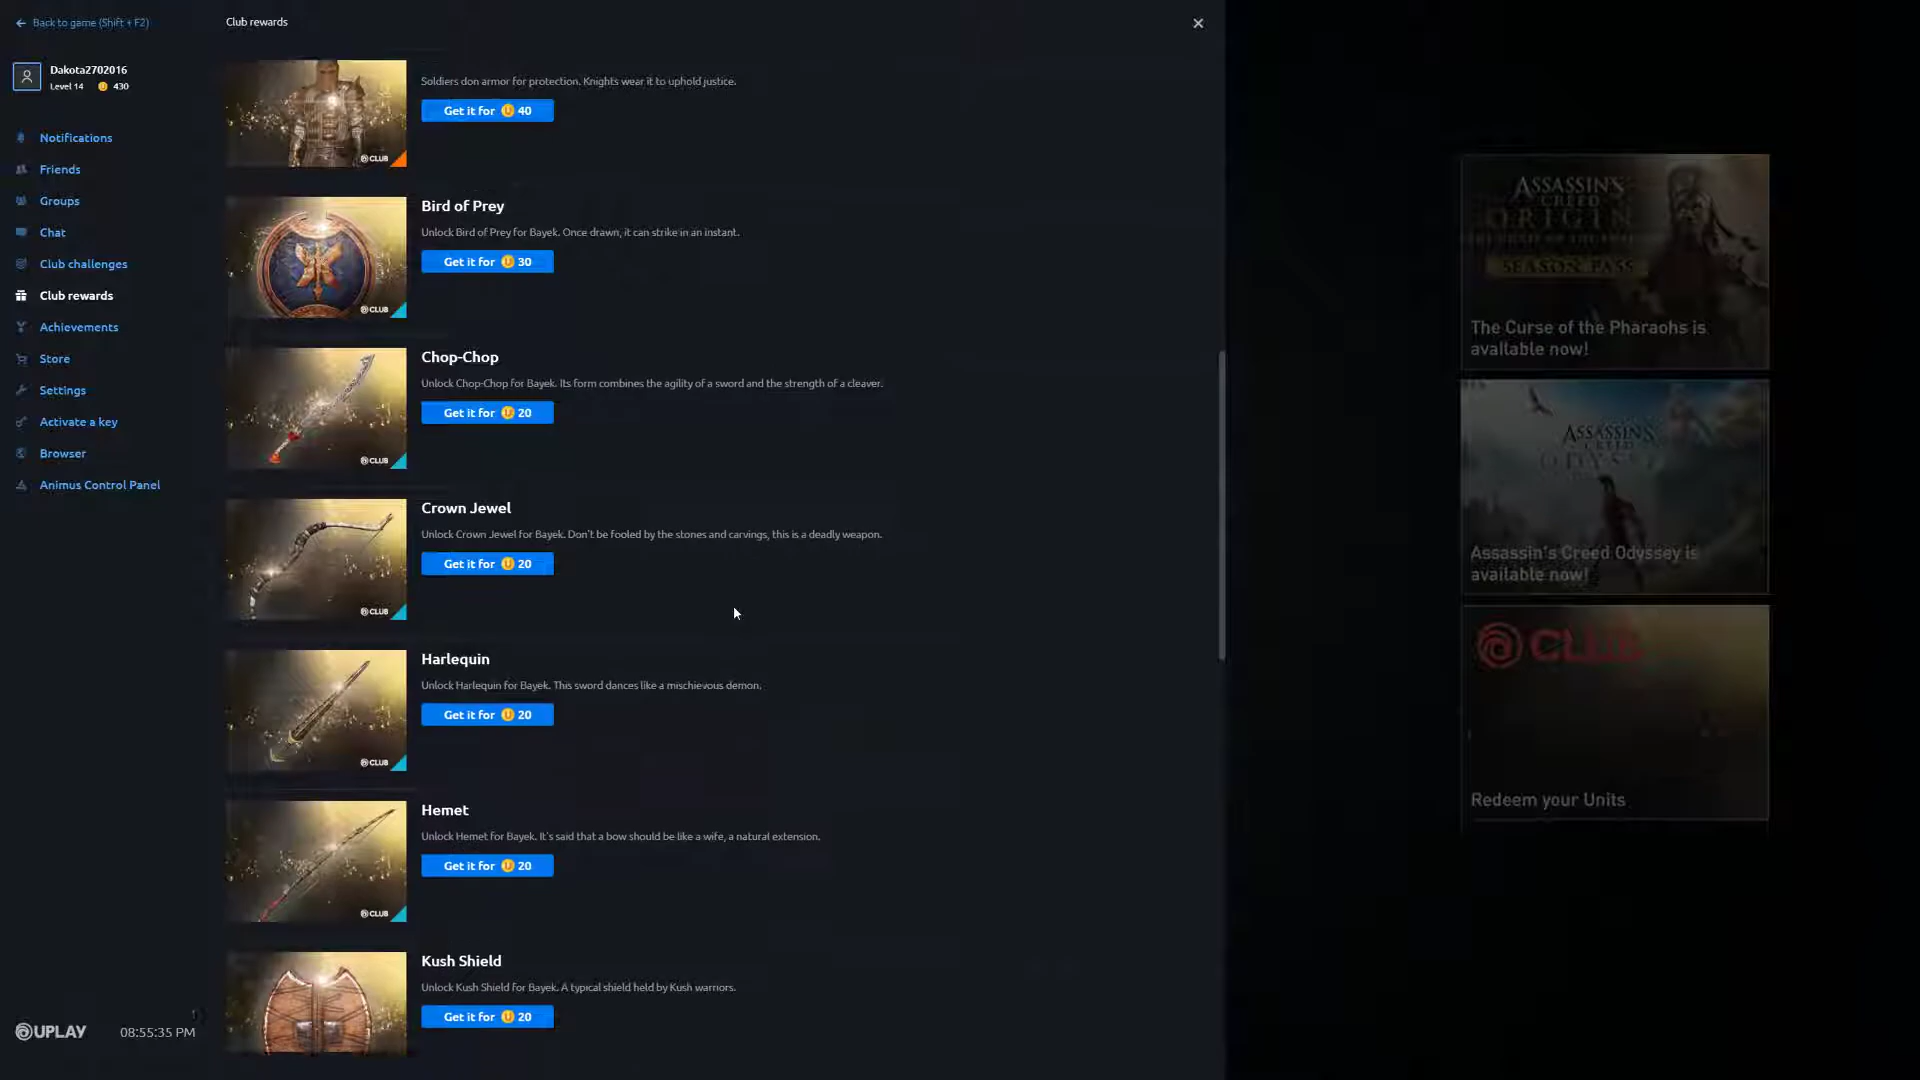 Back to game (Shift + F2)
Club rewards
Dakota2702016
Level 14 430
Notifications
Friends
Groups
Chat
Club challenges
Club rewards
Achievements
Store
Settings
Activate a key
Browser
Animus Control Panel
UPLAY 08:55:35 PM
Soldiers don armor for protection. Knights wear it to uphold justice.
Get it for 40
CLUB
Bird of Prey
Unlock Bird of Prey for Bayek. Once drawn, it can strike in an instant.
Get it for 30
CLUB
Chop-Chop
Unlock Chop-Chop for Bayek. Its form combines the agility of a sword and the strength of a cleaver.
Get it for 20
CLUB
Crown Jewel
Unlock Crown Jewel for Bayek. Don't be fooled by the stones and carvings, this is a deadly weapon.
Get it for 20
CLUB
Harlequin
Unlock Harlequin for Bayek. This sword dances like a mischievous demon.
Get it for 20
CLUB
Hemet
Unlock Hemet for Bayek. It's said that a bow should be like a wife, a natural extension.
Get it for 20
CLUB
Kush Shield
Unlock Kush Shield for Bayek. A typical shield held by Kush warriors.
Get it for 20
ASSASSIN'S
CREED
ORIGINS
SEASON PASS
The Curse of the Pharaohs is
available now!
ASSASSIN'S
CREED
ODYSSEY
Assassin's Creed Odyssey is
available now!
CLUB
Redeem your Units